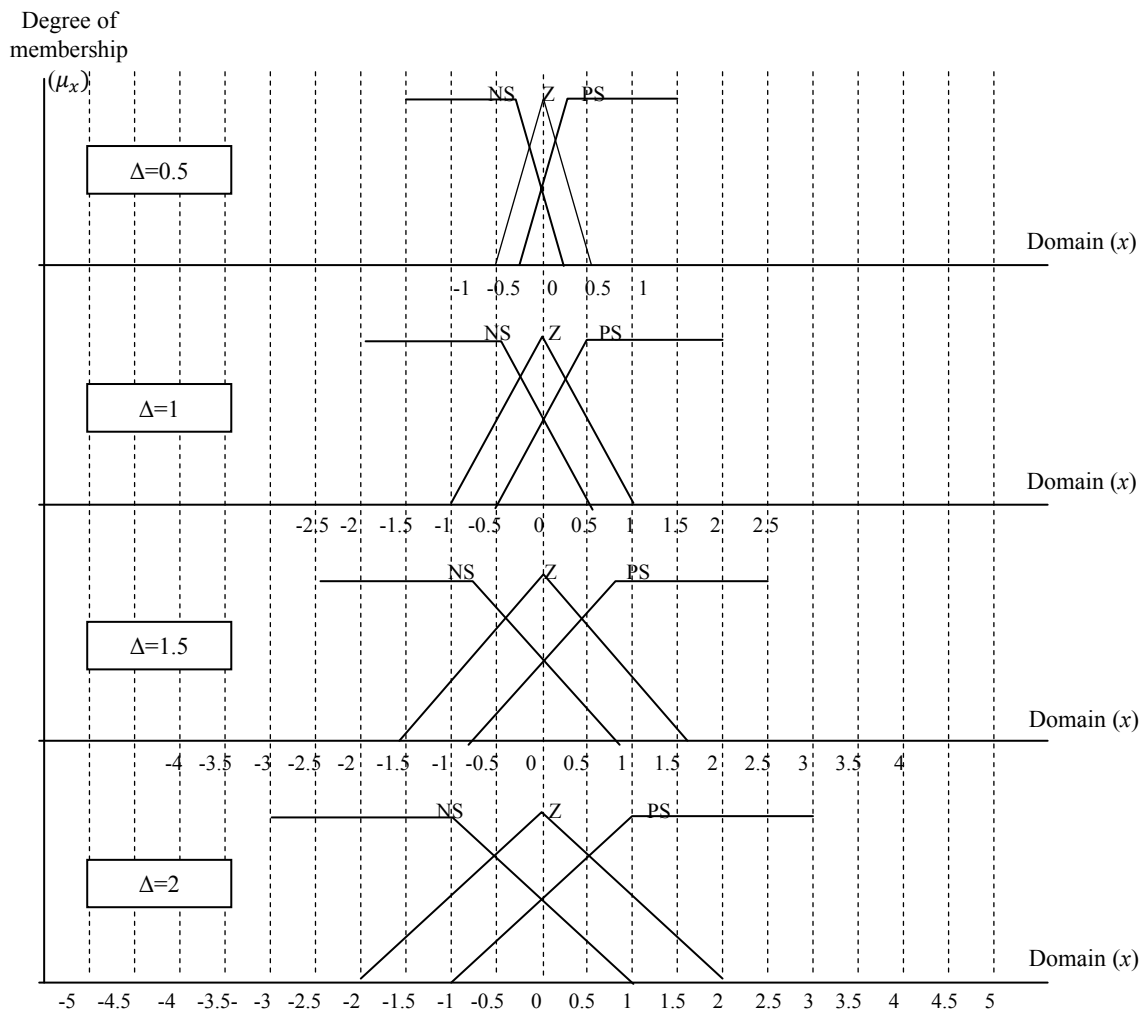 Degree of
membership
(μₓ)
NS Z PS
Δ=0.5
Domain (x)
-1 -0.5 0 0.5 1
NS Z PS
Δ=1
Domain (x)
-2.5 -2 -1.5 -1 -0.5 0 0.5 1 1.5 2 2.5
NS Z PS
Δ=1.5
Domain (x)
-4 -3.5 -3 -2.5 -2 -1.5 -1 -0.5 0 0.5 1 1.5 2 2.5 3 3.5 4
NS Z PS
Δ=2
Domain (x)
-5 -4.5 -4 -3.5- -3 -2.5 -2 -1.5 -1 -0.5 0 0.5 1 1.5 2 2.5 3 3.5 4 4.5 5